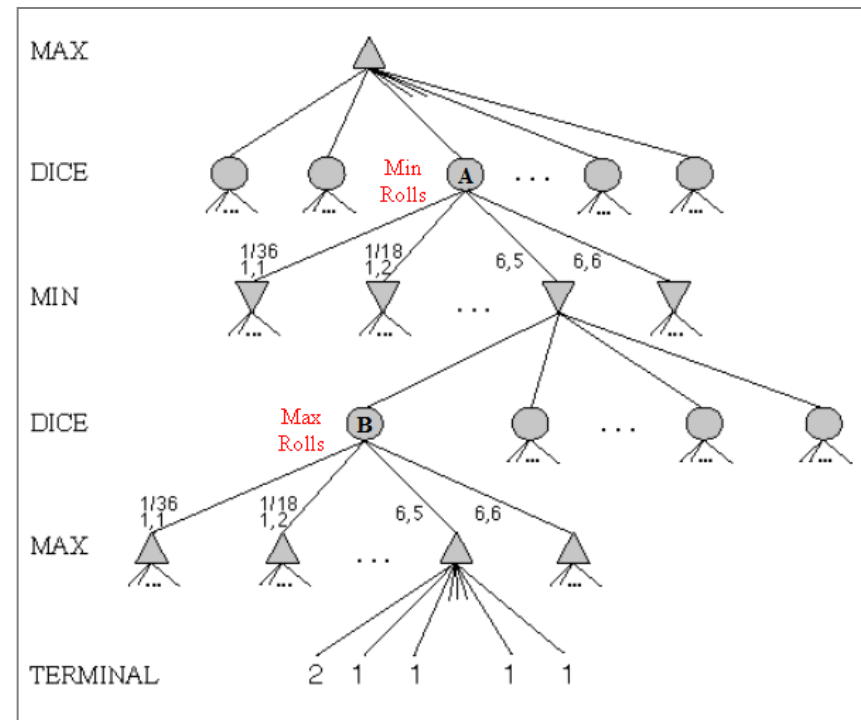 MAX
DICE Min Rolls A ...
... ... ... ... ...
1/36 1/18
1,1 1,2 6,5 6,6
MIN ...
... ... ...
DICE Max Rolls B ...
... ... ...
1/36 1/18
1,1 1,2 6,5 6,6
MAX ...
... ... ...
TERMINAL 2 1 1 1 1